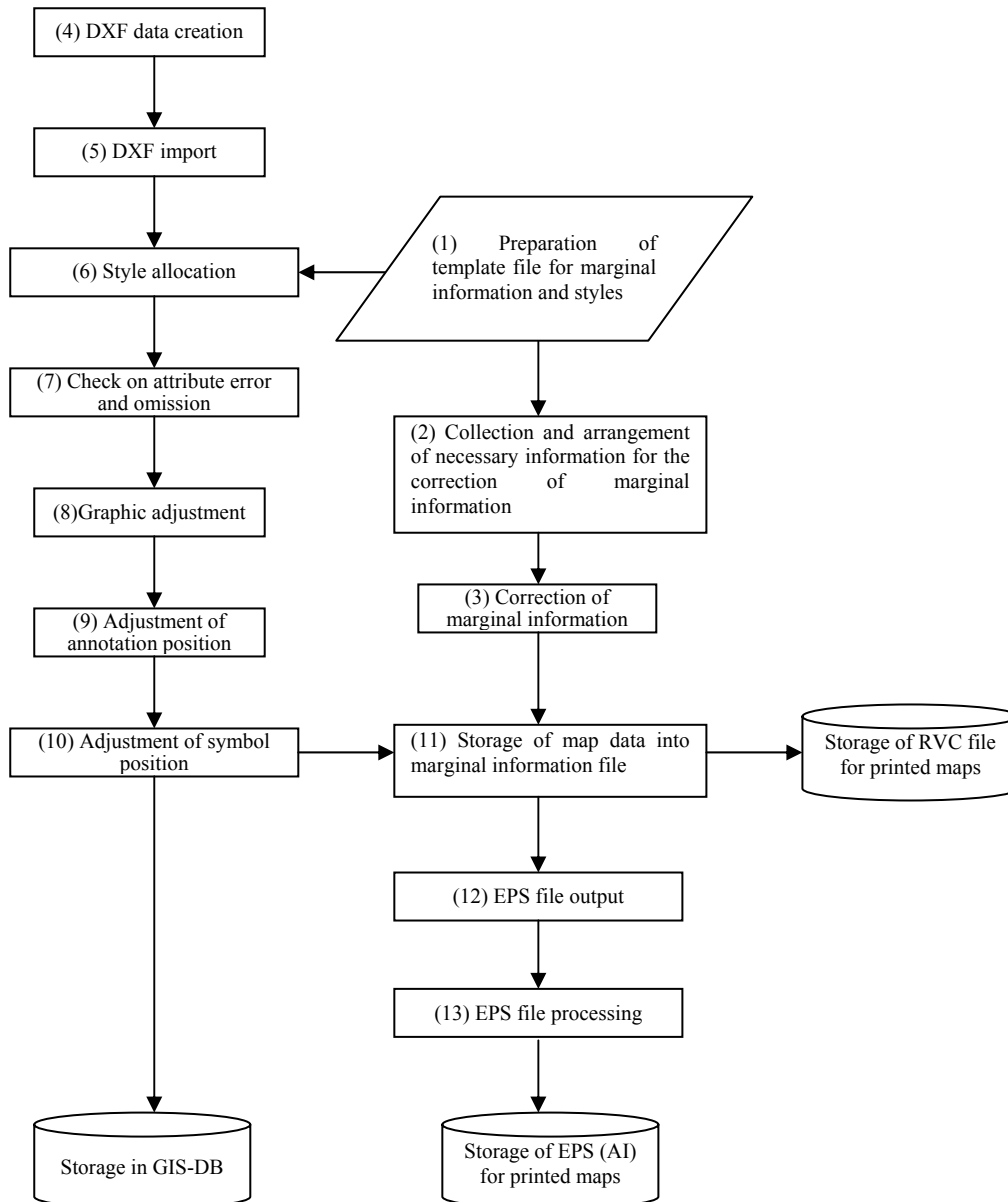 (4) DXF data creation
(5) DXF import
(1) Preparation of
template file for marginal
information and styles
(6) Style allocation
(7) Check on attribute error
and omission
(2) Collection and arrangement
of necessary information for the
correction of marginal
information
(8)Graphic adjustment
(3) Correction of
marginal information
(9) Adjustment of
annotation position
(10) Adjustment of symbol
position
(11) Storage of map data into
marginal information file
Storage of RVC file
for printed maps
(12) EPS file output
(13) EPS file processing
Storage in GIS-DB
Storage of EPS (AI)
for printed maps